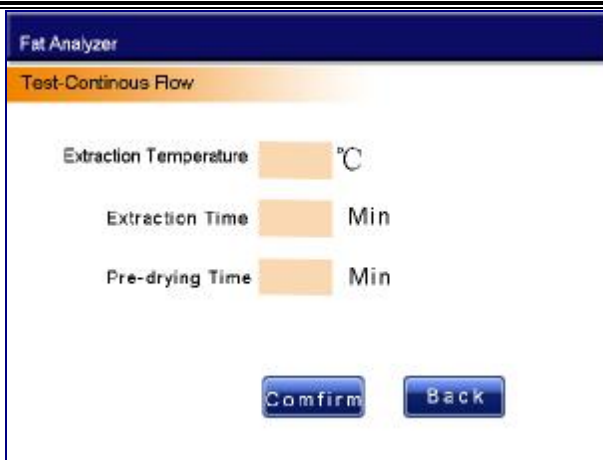 Fat Analyzer
Test-Continous Flow
Extraction Temperature ℃
Extraction Time Min
Pre-drying Time Min
Comfirm Back